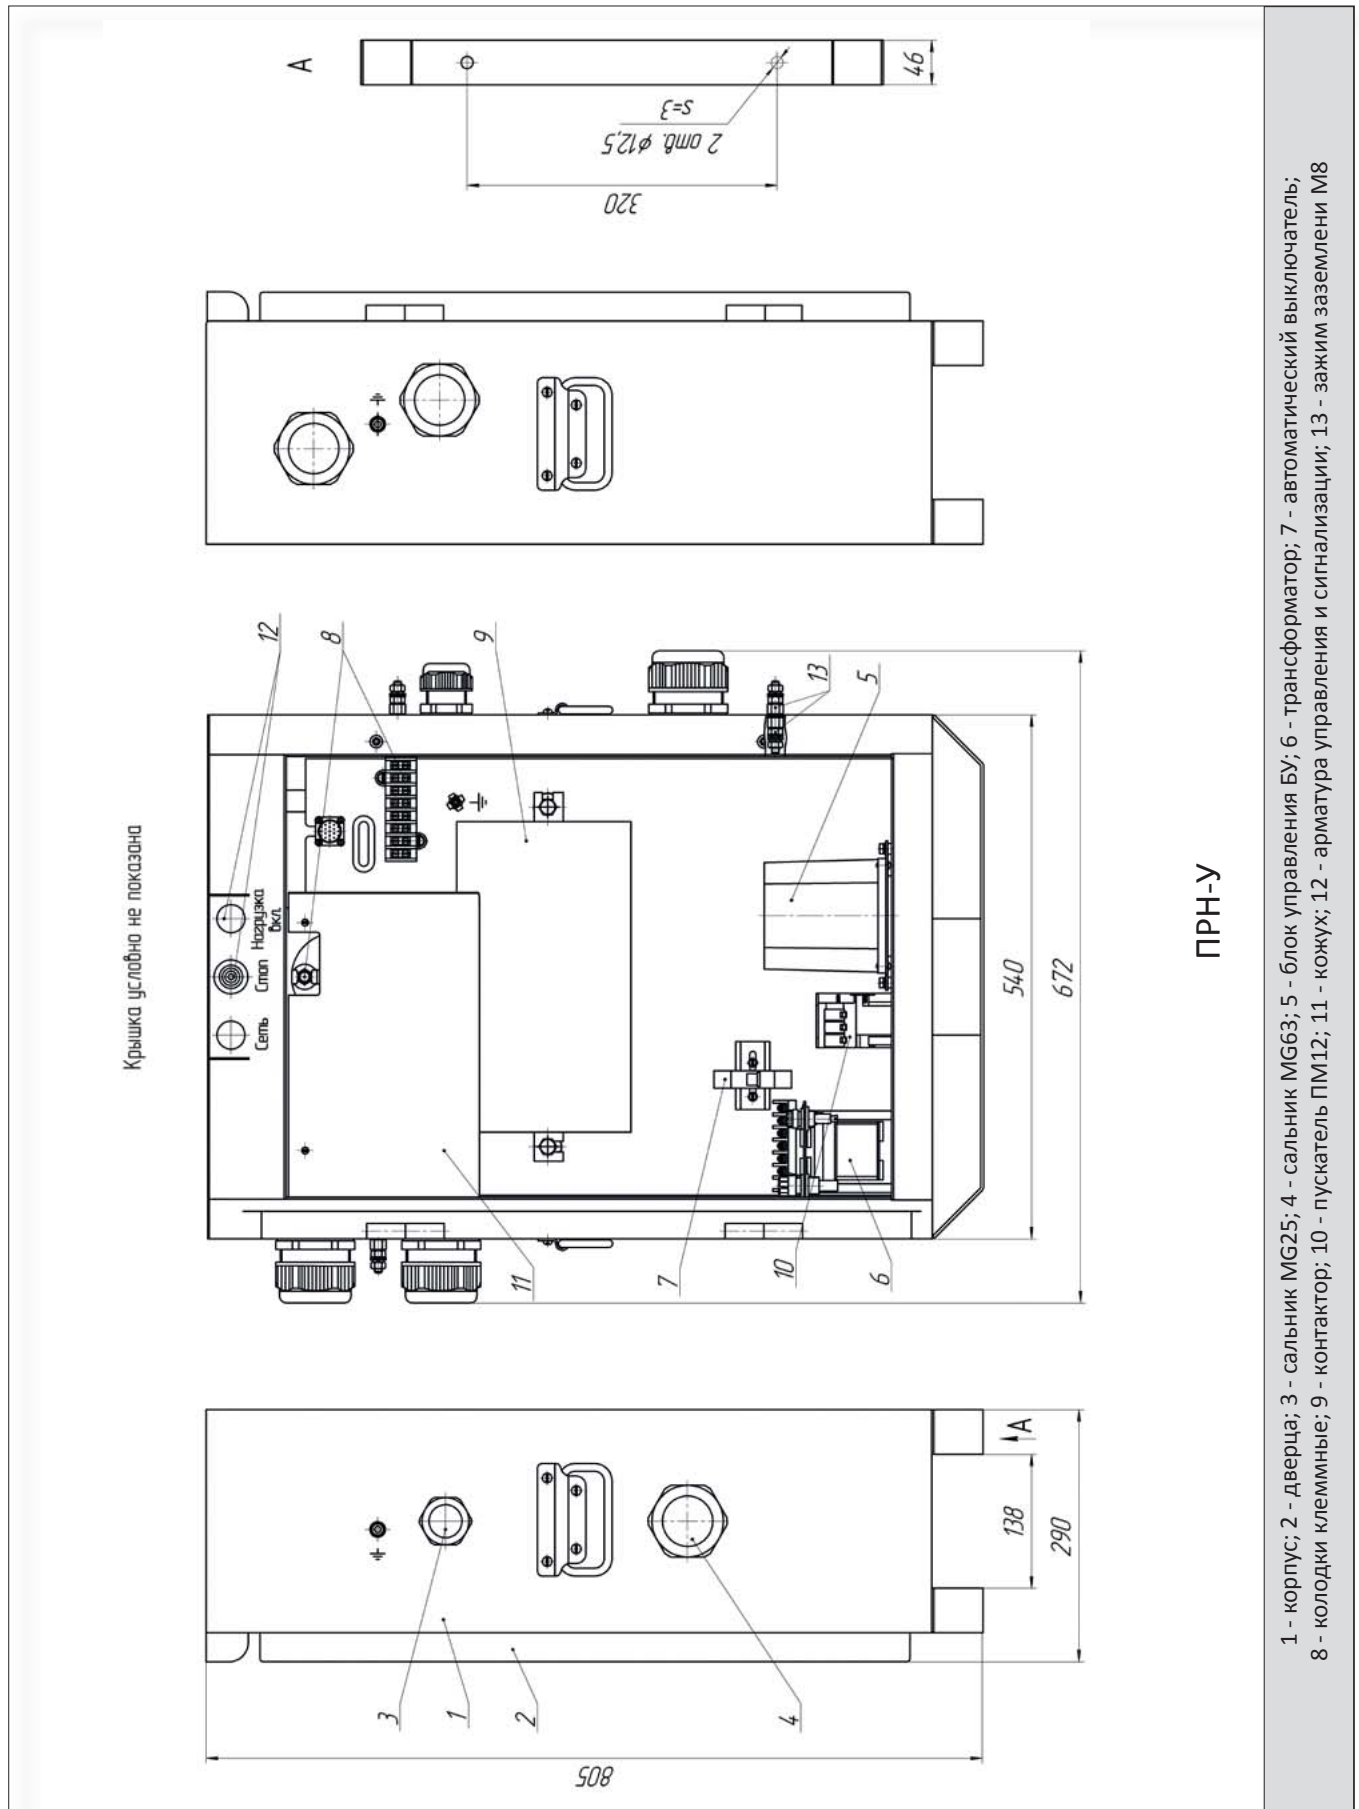 Крышка условно не показана
Сеть
Стоп
Нагрузка
вкл.
12
8
9
13
5
11
7
10
6
540
672
3
1
2
4
805
138
290
А
А
320
2 отв. ϕ12,5
s=3
46
ПРН-У
1 - корпус; 2 - дверца; 3 - сальник MG25; 4 - сальник MG63; 5 - блок управления БУ; 6 - трансформатор; 7 - автоматический выключатель;
8 - колодки клеммные; 9 - контактор; 10 - пускатель ПМ12; 11 - кожух; 12 - арматура управления и сигнализации; 13 - зажим заземлени М8